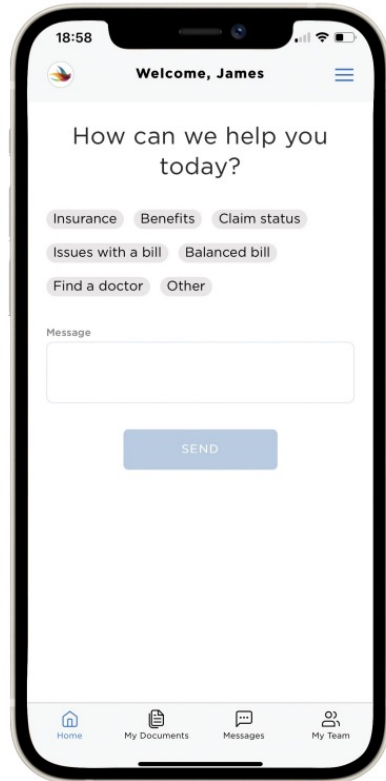 18:58
Welcome, James
How can we help you
today?
Insurance Benefits Claim status
Issues with a bill Balanced bill
Find a doctor Other
Message
SEND
Home My Documents Messages My Team